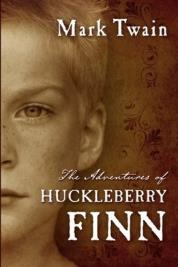 Mark Twain
The Adventures of
HUCKLEBERRY
FINN